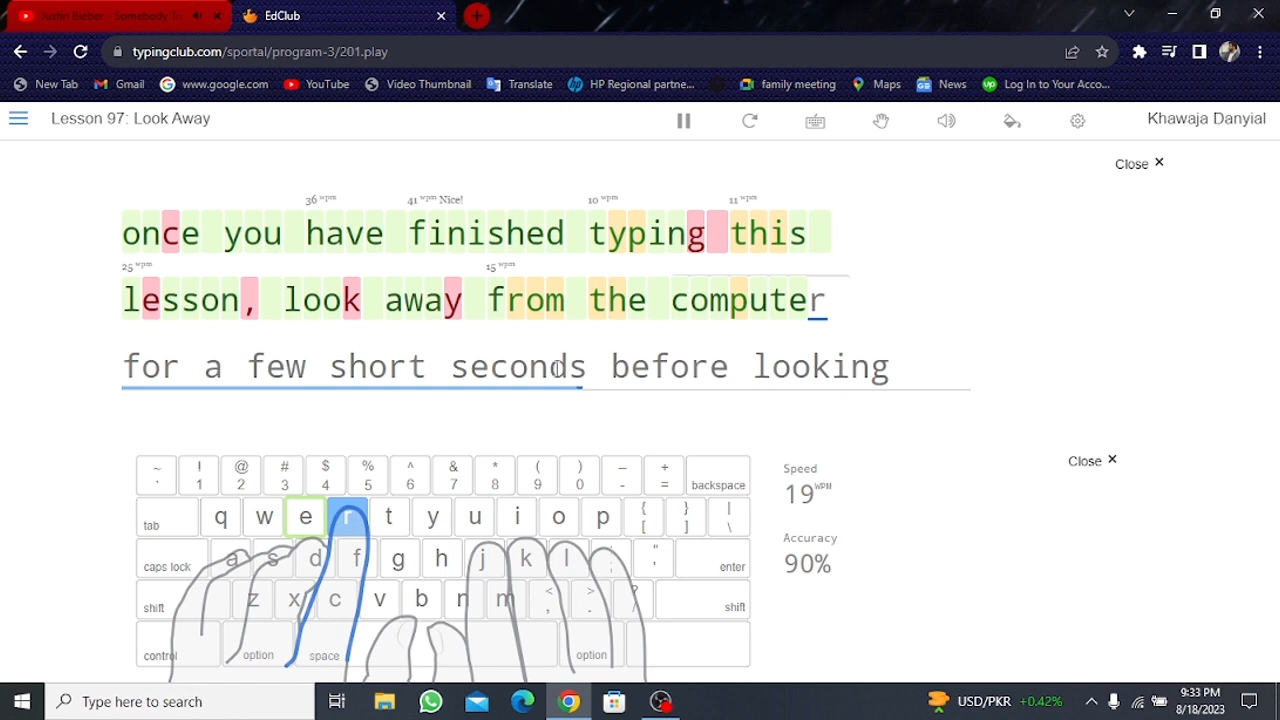 Justin Bieber - Somebody To
EdClub
typingclub.com/sportal/program-3/201.play
New Tab Gmail www.google.com YouTube Video Thumbnail Translate HP Regional partne... family meeting Maps News Log In to Your Acco...
Lesson 97: Look Away
Khawaja Danyial
Close ×
36 wpm 41 wpm Nice! 10 wpm 11 wpm
once you have finished typing this
25 wpm 15 wpm
lesson, look away from the computer
for a few short seconds before looking
~ ! @ # $ % ^ & * ( ) — +
` 1 2 3 4 5 6 7 8 9 0 - = backspace
tab q w e r t y u i o p { [ } ] | \
caps lock a s d f g h j k l : ; " ' enter
shift z x c v b n m < , > . ? / shift
control option space option
Close ×
Speed
19 WPM
Accuracy
90%
Type here to search
USD/PKR +0.42%
9:33 PM
8/18/2023